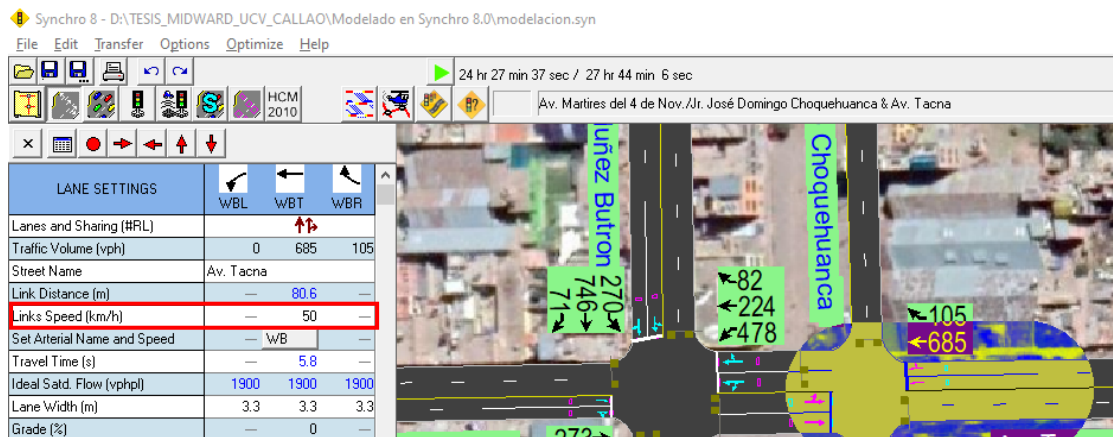 Synchro 8 - D:\TESIS_MIDWARD_UCV_CALLAO\Modelado en Synchro 8.0\modelacion.syn
File Edit Transfer Options Optimize Help
24 hr 27 min 37 sec / 27 hr 44 min 6 sec
HCM 2010
Av. Martires del 4 de Nov./Jr. José Domingo Choquehuanca & Av. Tacna
LANE SETTINGS WBL WBT WBR
Lanes and Sharing (#RL)
Traffic Volume (vph) 0 685 105
Street Name Av. Tacna
Link Distance (m) — 80.6 —
Links Speed (km/h) — 50 —
Set Arterial Name and Speed — WB —
Travel Time (s) — 5.8 —
Ideal Satd. Flow (vphpl) 1900 1900 1900
Lane Width (m) 3.3 3.3 3.3
Grade (%) — 0 —
uñez Butron
Choquehuanca
270
746
71
82
224
478
105
685
273